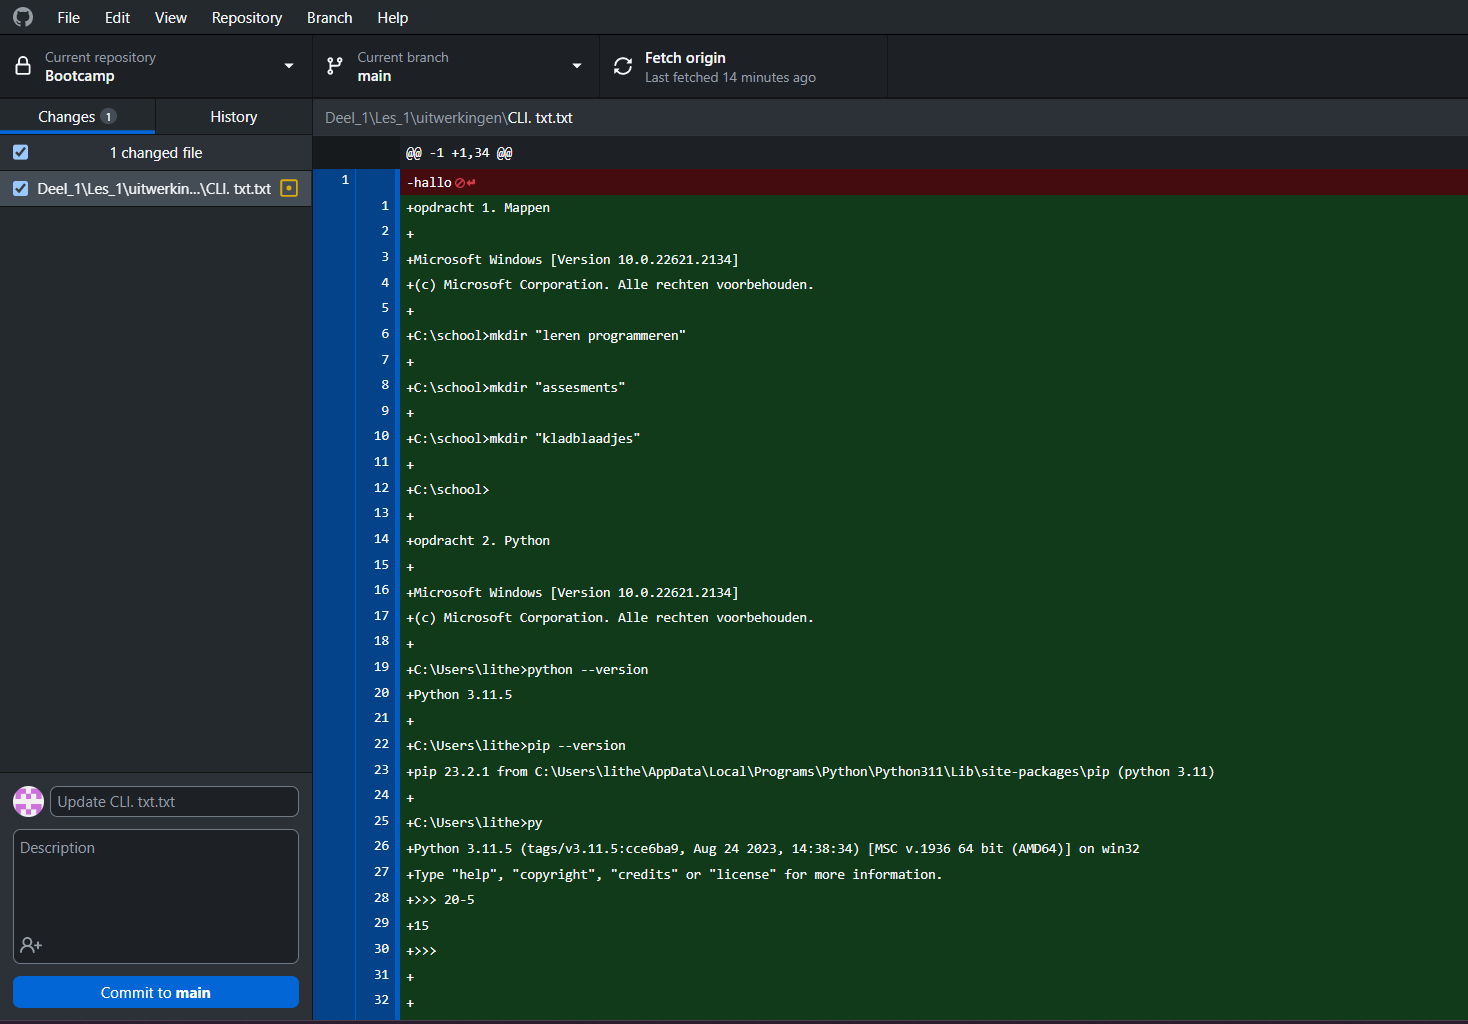 File Edit View Repository Branch Help
Current repository
Bootcamp
Current branch
main
Fetch origin
Last fetched 14 minutes ago
Changes 1
History
1 changed file
Deel_1\Les_1\uitwerkin...\CLI. txt.txt
Update CLI. txt.txt
Description
Commit to main
Deel_1\Les_1\uitwerkingen\CLI. txt.txt
@@ -1 +1,34 @@
1 -hallo
1 +opdracht 1. Mappen
2 +
3 +Microsoft Windows [Version 10.0.22621.2134]
4 +(c) Microsoft Corporation. Alle rechten voorbehouden.
5 +
6 +C:\school>mkdir "leren programmeren"
7 +
8 +C:\school>mkdir "assesments"
9 +
10 +C:\school>mkdir "kladblaadjes"
11 +
12 +C:\school>
13 +
14 +opdracht 2. Python
15 +
16 +Microsoft Windows [Version 10.0.22621.2134]
17 +(c) Microsoft Corporation. Alle rechten voorbehouden.
18 +
19 +C:\Users\lithe>python --version
20 +Python 3.11.5
21 +
22 +C:\Users\lithe>pip --version
23 +pip 23.2.1 from C:\Users\lithe\AppData\Local\Programs\Python\Python311\Lib\site-packages\pip (python 3.11)
24 +
25 +C:\Users\lithe>py
26 +Python 3.11.5 (tags/v3.11.5:cce6ba9, Aug 24 2023, 14:38:34) [MSC v.1936 64 bit (AMD64)] on win32
27 +Type "help", "copyright", "credits" or "license" for more information.
28 +>>> 20-5
29 +15
30 +>>>
31 +
32 +